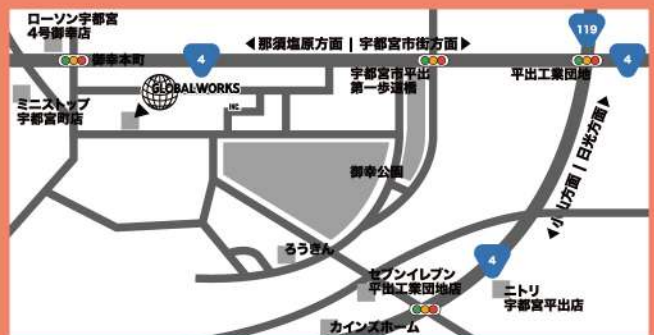 ローソン宇都宮
4号御幸店
御幸本町
4
◀那須塩原方面 | 宇都宮市街方面▶
119
4
宇都宮市平出
第一歩道橋
平出工業団地
GLOBALWORKS
INC
ミニストップ
宇都宮町店
御幸公園
◀小山方面 | 日光方面▶
ろうきん
4
セブンイレブン
平出工業団地店
ニトリ
宇都宮平出店
カインズホーム